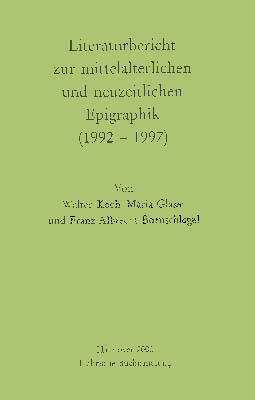 Literaturbericht
zur mittelalterlichen
und neuzeitlichen
Epigraphik
(1992 – 1997)
Von
Walter Koch, Maria Glaser
und Franz Albrecht Bornschlegel
Hannover 2000
Hahnsche Buchhandlung